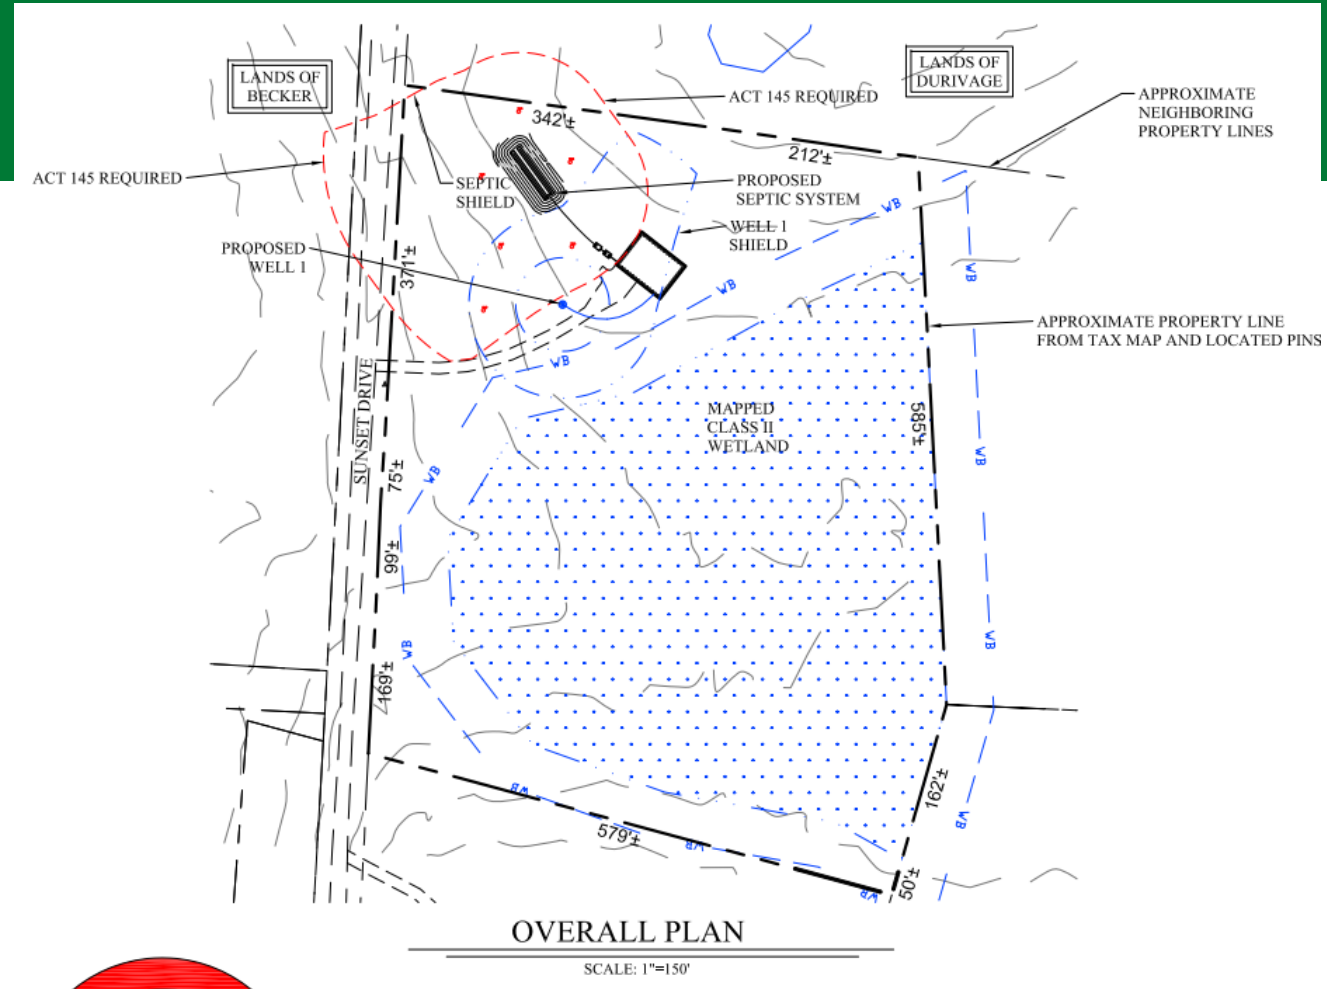 LANDS OF
BECKER
LANDS OF
DURIVAGE
ACT 145 REQUIRED
APPROXIMATE
NEIGHBORING
PROPERTY LINES
342'±
212'±
ACT 145 REQUIRED
SEPTIC
SHIELD
PROPOSED
SEPTIC SYSTEM
WB
WELL 1
SHIELD
PROPOSED
WELL 1
371'±
WB
WB
APPROXIMATE PROPERTY LINE
FROM TAX MAP AND LOCATED PINS
WB
SUNSET DRIVE
MAPPED
CLASS II
WETLAND
585'±
75'±
WB
WB
99'±
WB
WB
169'±
WB
162'±
WB
579'±
WB
50'±
WB
OVERALL PLAN
SCALE: 1"=150'